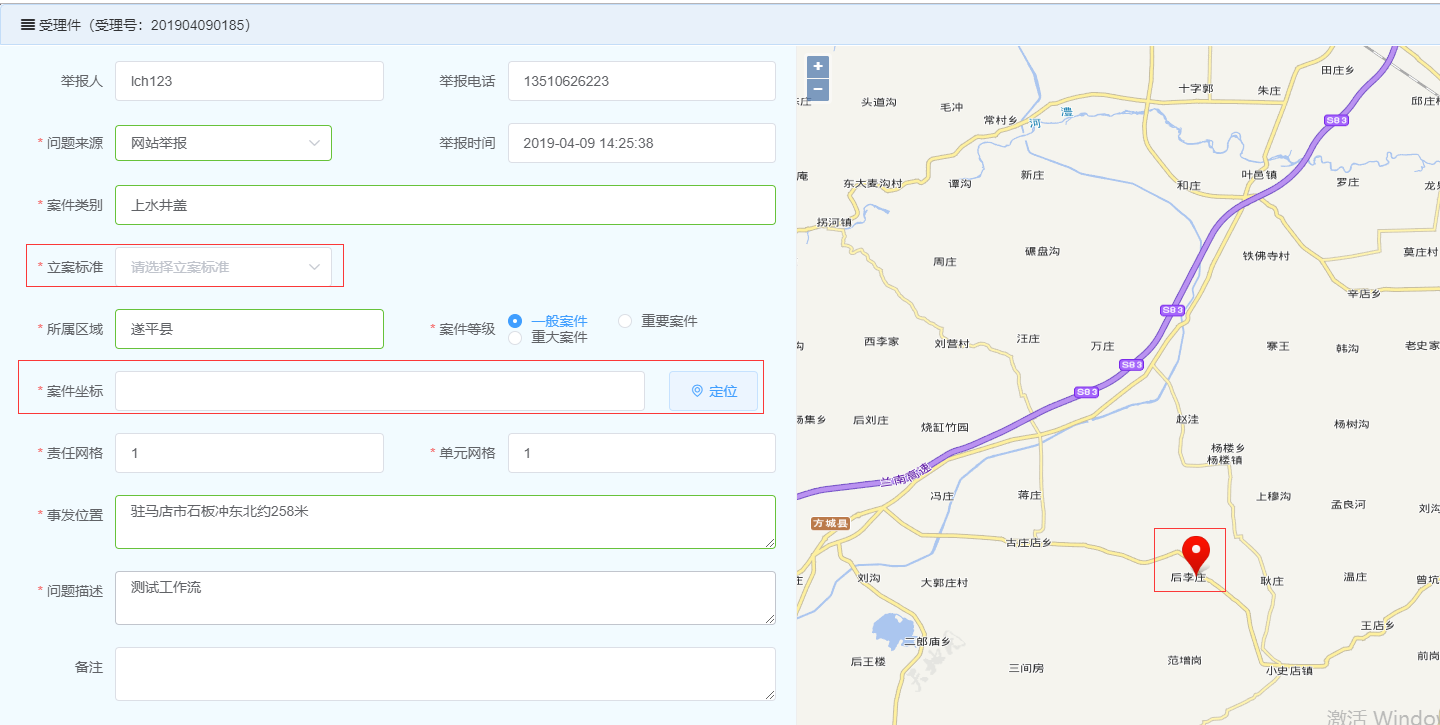 受理件（受理号：201904090185）
举报人 lch123 举报电话 13510626223
* 问题来源 网站举报 举报时间 2019-04-09 14:25:38
* 案件类别 上水井盖
* 立案标准 请选择立案标准
* 所属区域 遂平县 * 案件等级 一般案件 重要案件
重大案件
* 案件坐标 定位
* 责任网格 1 * 单元网格 1
* 事发位置 驻马店市石板冲东北约258米
* 问题描述 测试工作流
备注
+
−
田庄乡
十字郭 朱庄
头道沟 毛冲 邱庄
常村乡 河 澧
S83
庵 东大麦沟村 谭沟 新庄 和庄 叶邑镇 罗庄
拐河镇
周庄 碾盘沟 铁佛寺村 莫庄村
辛店乡
S83
西李家 刘营村 汪庄 万庄 寨王 韩沟 老史家
S83
S83
杨集乡 后刘庄 烧缸竹园 赵洼 杨树沟
杨楼乡
杨楼镇
兰南高速
冯庄 蒋庄 上穆沟 孟良河 刘沟
方城县
古庄店乡
刘沟 大郭庄村 后李庄 耿庄 温庄 曾坑
王店乡
二郎庙乡
后王楼 三间房 范增岗 小史店镇 前岗
天地图
激活 Windo